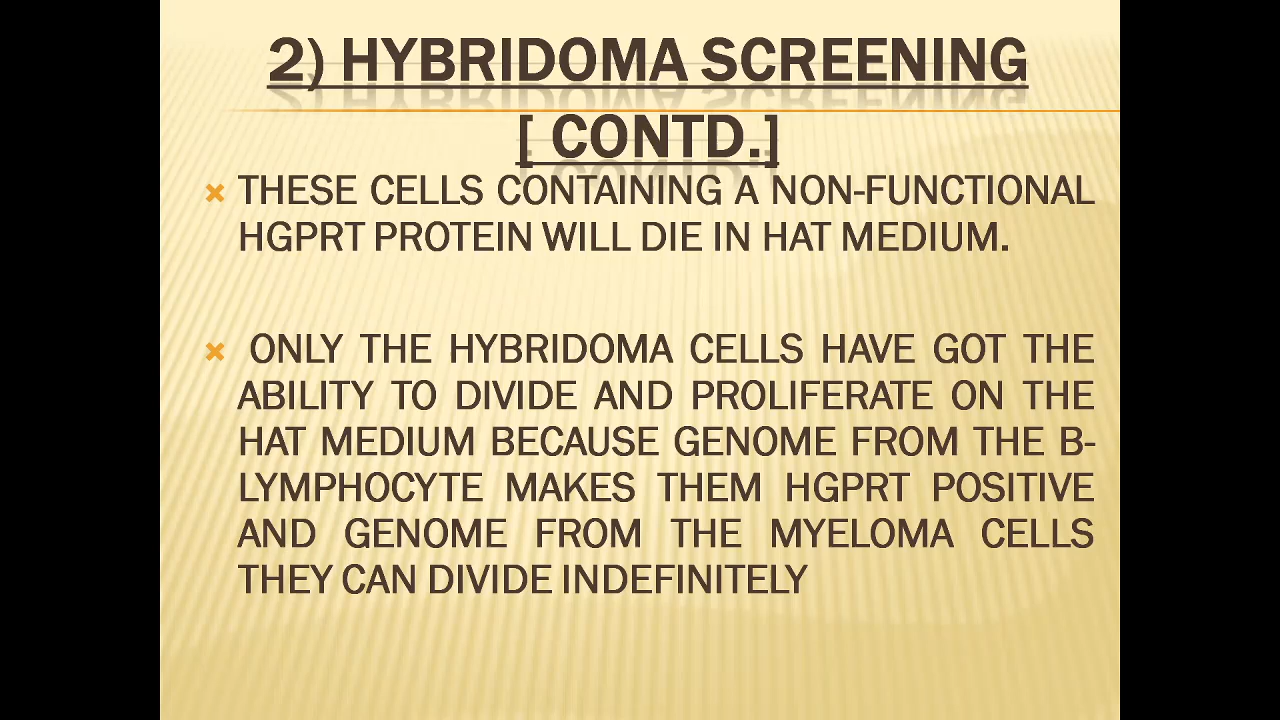 2) HYBRIDOMA SCREENING
[ CONTD.]
THESE CELLS CONTAINING A NON-FUNCTIONAL
HGPRT PROTEIN WILL DIE IN HAT MEDIUM.
ONLY THE HYBRIDOMA CELLS HAVE GOT THE
ABILITY TO DIVIDE AND PROLIFERATE ON THE
HAT MEDIUM BECAUSE GENOME FROM THE B-
LYMPHOCYTE MAKES THEM HGPRT POSITIVE
AND GENOME FROM THE MYELOMA CELLS
THEY CAN DIVIDE INDEFINITELY